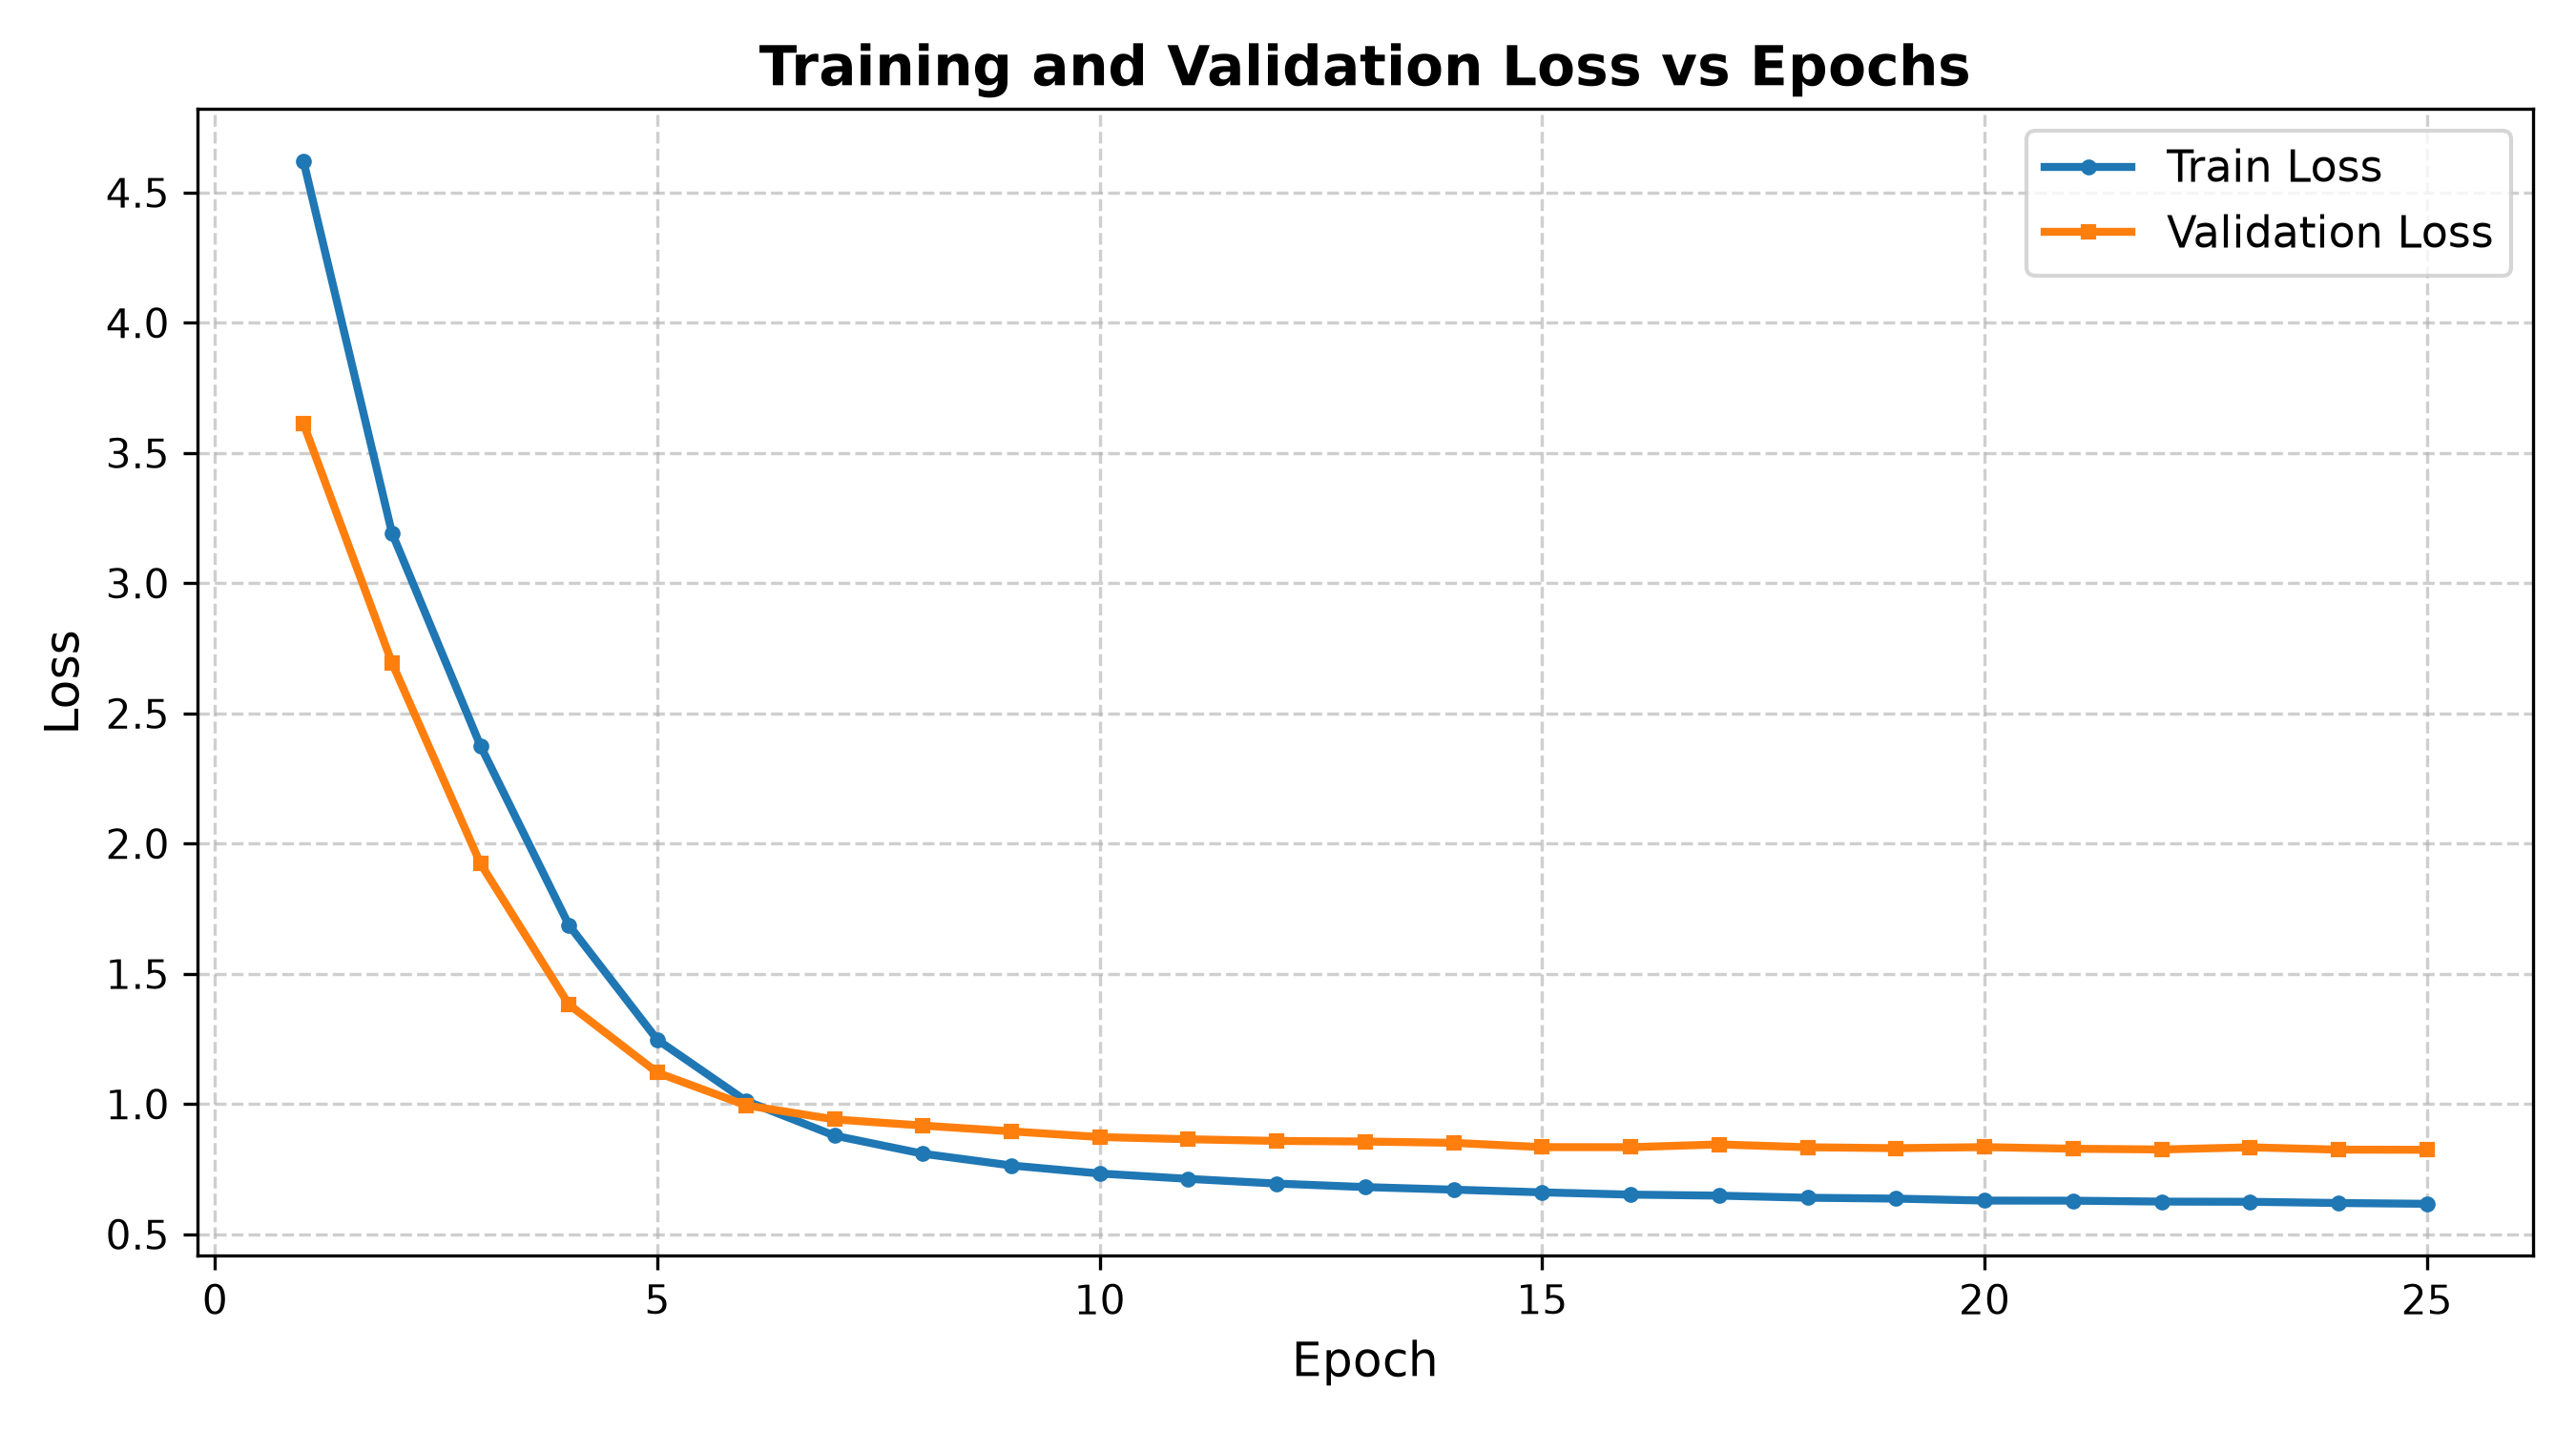 Training and Validation Loss vs Epochs
Train Loss
Validation Loss
4.5
4.0
3.5
3.0
2.5
2.0
1.5
1.0
0.5
Loss
0 5 10 15 20 25
Epoch